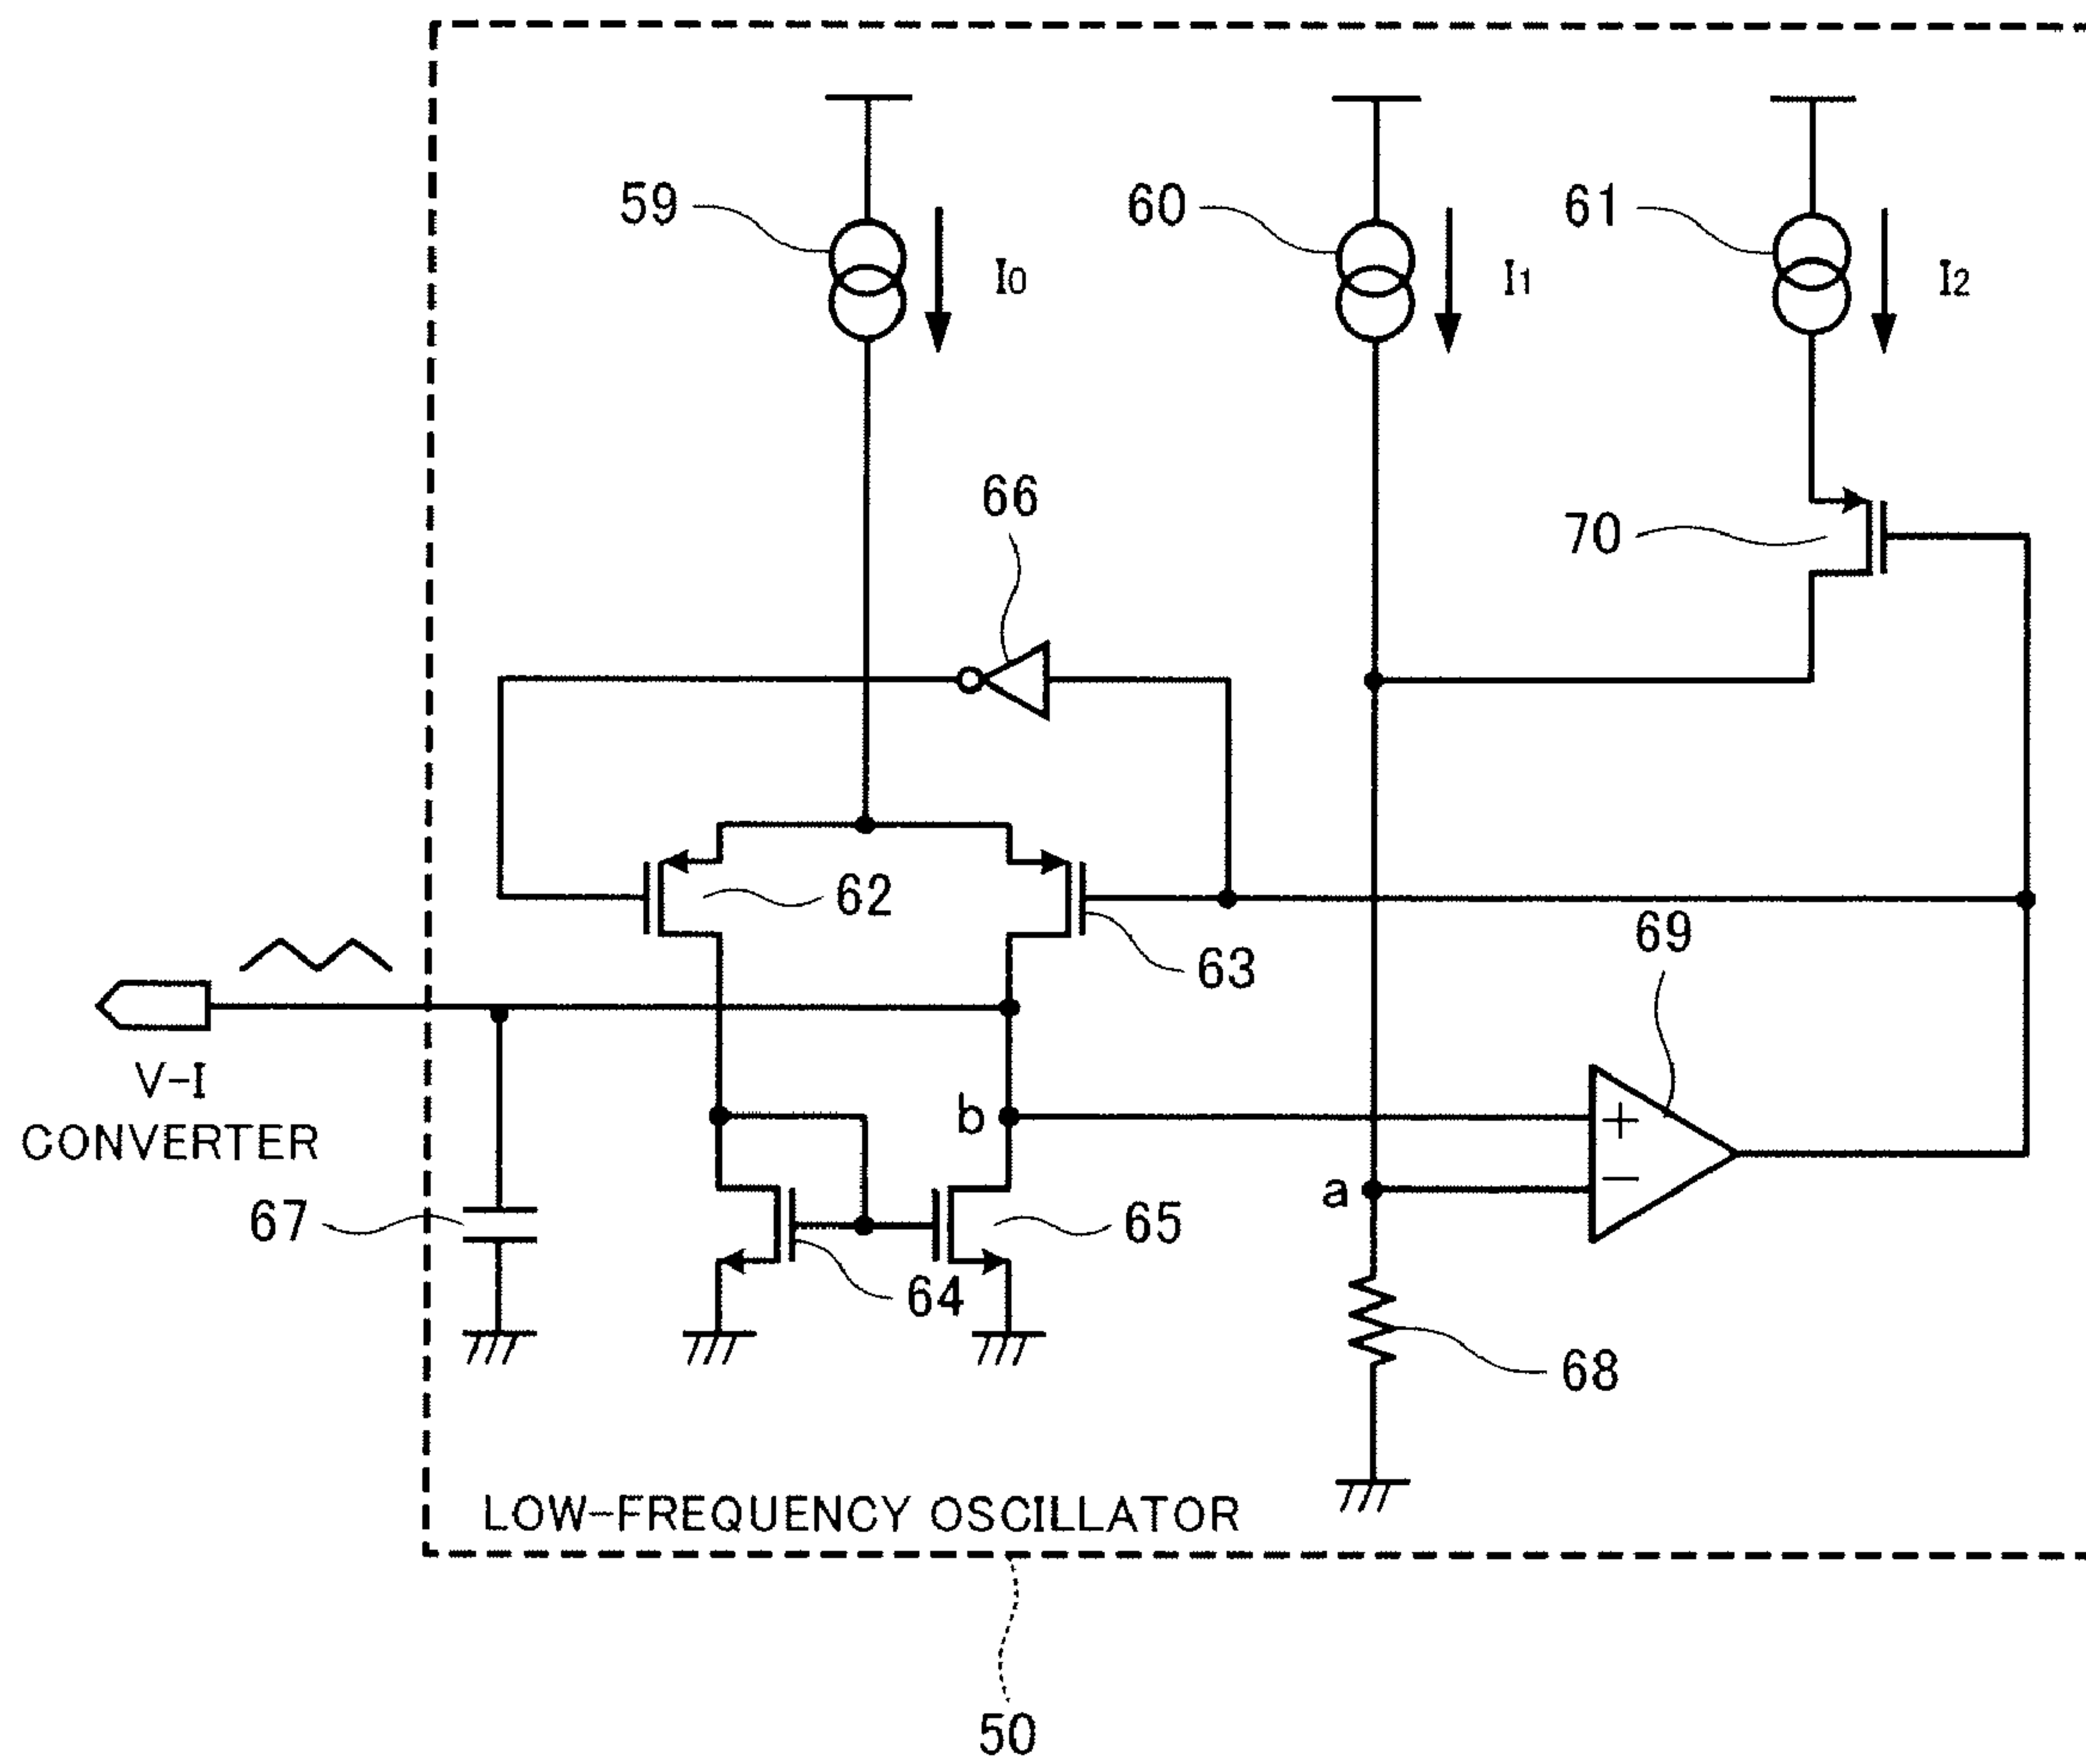 59
I0
60
I1
61
I2
66
70
62
63
69
V-I
CONVERTER
b
+
a
−
67
64
65
68
LOW-FREQUENCY OSCILLATOR
50